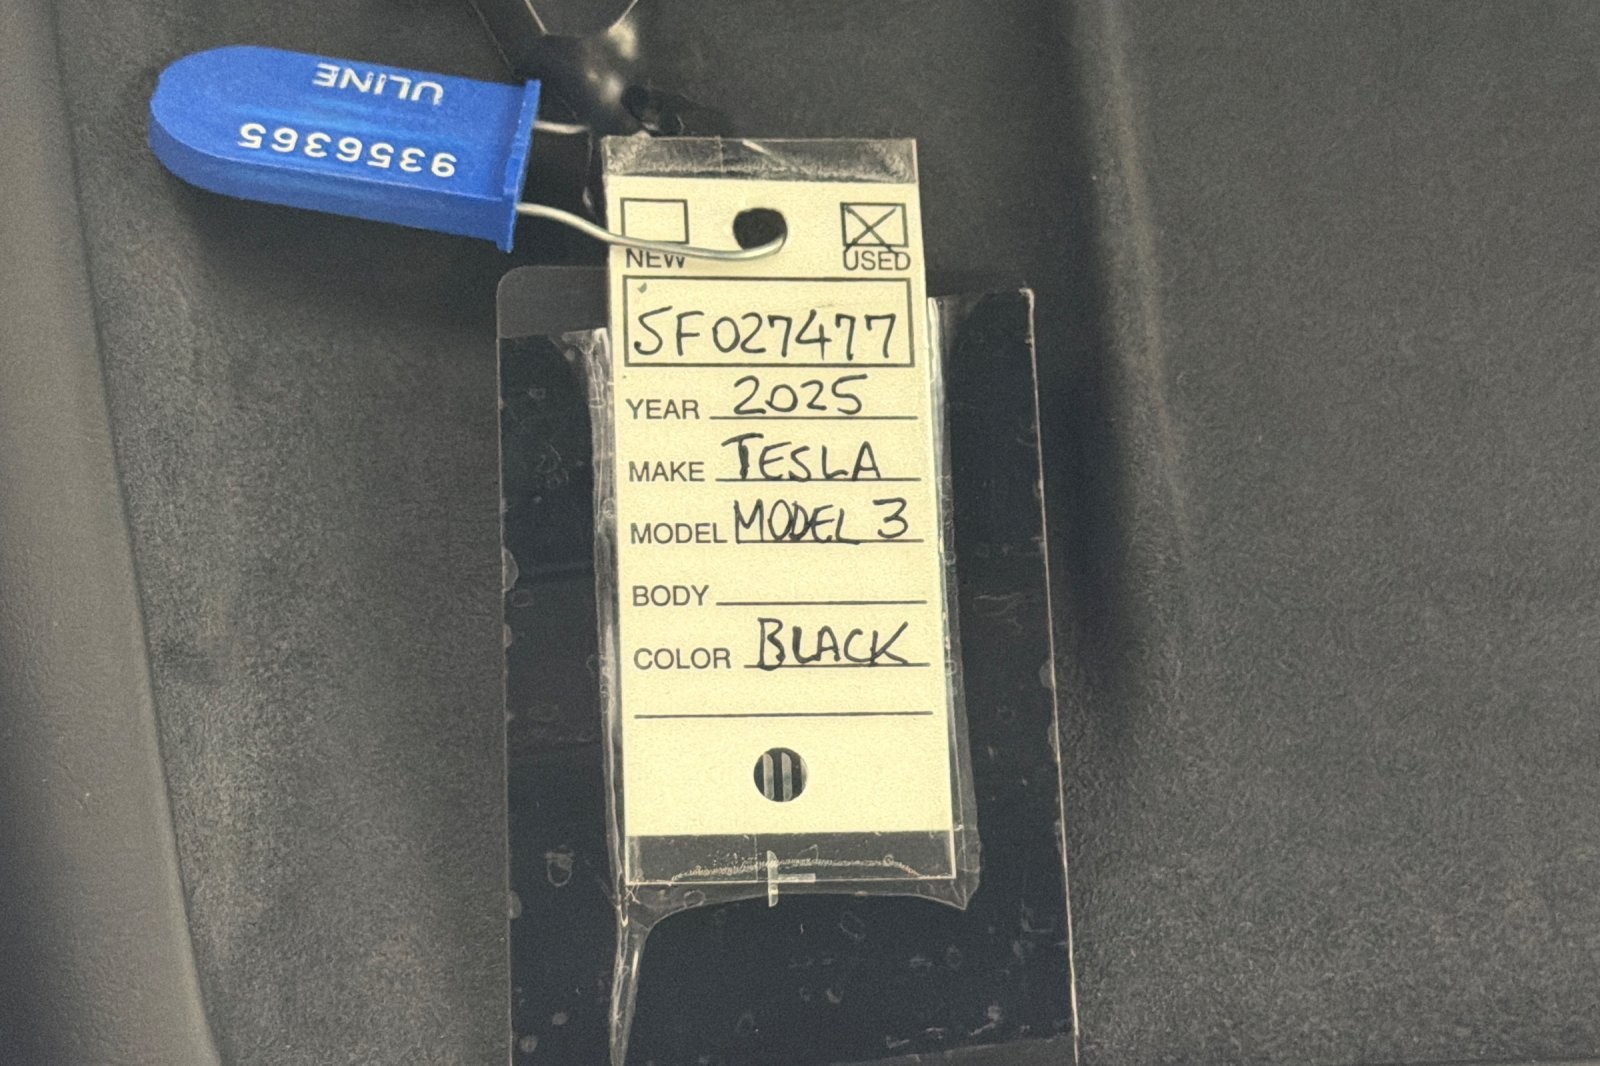 ULINE
9356365
NEW USED
SF027477
YEAR 2025
MAKE TESLA
MODEL MODEL 3
BODY
COLOR BLACK